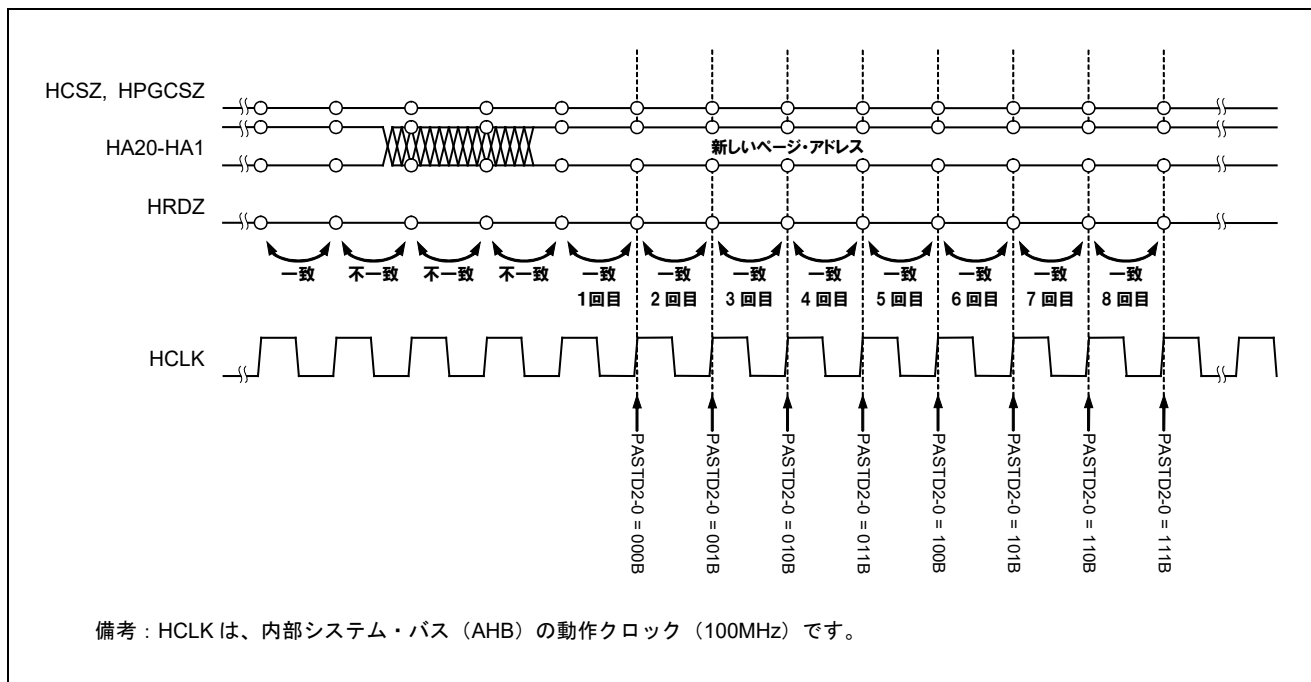 HCSZ, HPGCSZ
HA20-HA1
新しいページ・アドレス
HRDZ
一致
不一致
不一致
不一致
一致
1回目
一致
2回目
一致
3回目
一致
4回目
一致
5回目
一致
6回目
一致
7回目
一致
8回目
HCLK
PASTD2-0 = 000B
PASTD2-0 = 001B
PASTD2-0 = 010B
PASTD2-0 = 011B
PASTD2-0 = 100B
PASTD2-0 = 101B
PASTD2-0 = 110B
PASTD2-0 = 111B
備考：HCLK は、内部システム・バス（AHB）の動作クロック（100MHz）です。